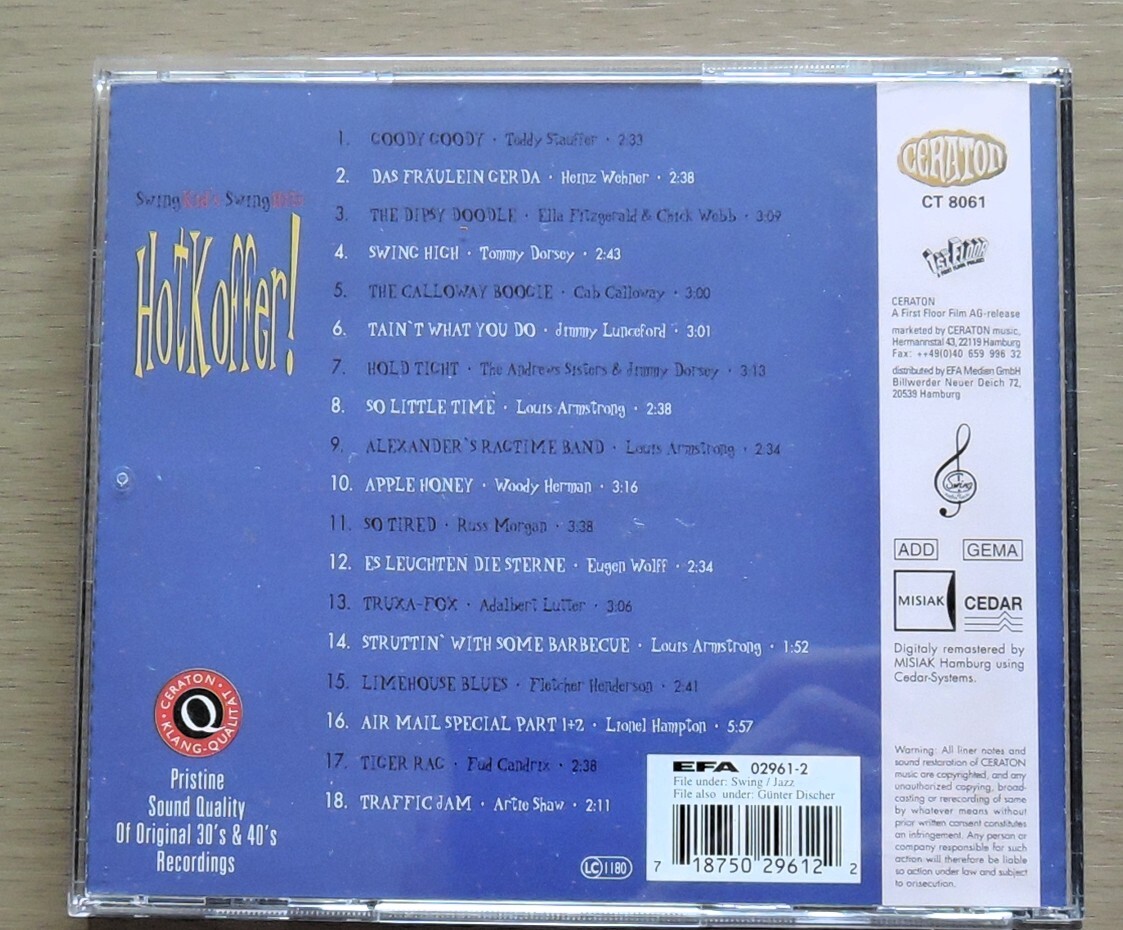 Swing Kid's Swing Hits
HotKoffer!
1. GOODY GOODY · Teddy Stauffer · 2:33
2. DAS FRÄULEIN GERDA · Heinz Wehner · 2:38
3. THE DIPSY DOODLE · Ella Fitzgerald & Chick Webb · 3:09
4. SWING HIGH · Tommy Dorsey · 2:43
5. THE CALLOWAY BOOGIE · Cab Calloway · 3:00
6. TAIN`T WHAT YOU DO · Jimmy Lunceford · 3:01
7. HOLD TIGHT · The Andrews Sisters & Jimmy Dorsey · 3:13
8. SO LITTLE TIME · Louis Armstrong · 2:38
9. ALEXANDER`S RAGTIME BAND · Louis Armstrong · 2:34
10. APPLE HONEY · Woody Herman · 3:16
11. SO TIRED · Russ Morgan · 3:38
12. ES LEUCHTEN DIE STERNE · Eugen Wolff · 2:34
13. TRUXA-FOX · Adalbert Lutter · 3:06
14. STRUTTIN` WITH SOME BARBECUE · Louis Armstrong · 1:52
15. LIMEHOUSE BLUES · Fletcher Henderson · 2:41
16. AIR MAIL SPECIAL PART 1+2 · Lionel Hampton · 5:57
17. TIGER RAG · Fud Candrix · 2:38
18. TRAFFIC JAM · Artie Shaw · 2:11
CERATON ·
KLANG-QUALITÄT ·
Q
Pristine
Sound Quality
Of Original 30's & 40's
Recordings
LC 1180
EFA 02961-2
File under: Swing / Jazz
File also under: Günter Discher
7 18750 29612 2
CERATON
CT 8061
1st FLOOR
CERATON
A First Floor Film AG-release
marketed by CERATON music,
Hermannstal 43, 22119 Hamburg
Fax: ++49(0)40 659 996 32
distributed by EFA Medien GmbH
Billwerder Neuer Deich 72,
20539 Hamburg
Swing
ADD GEMA
MISIAK CEDAR
Digitaly remastered by
MISIAK Hamburg using
Cedar-Systems.
Warning: All liner notes and
sound restoration of CERATON
music are copyrighted, and any
unauthorized copying, broad-
casting or rerecording of same
by whatever means without
prior written consent constitutes
an infringement. Any person or
company responsible for such
action will therefore be liable
so action under law and subject
to orisecution.